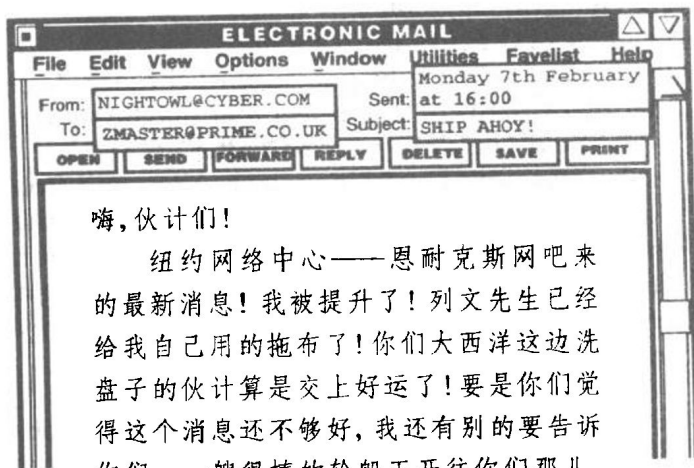 ELECTRONIC MAIL
File Edit View Options Window Utilities Favelist Help
From: NIGHTOWL@CYBER.COM
Sent: Monday 7th February at 16:00
To: ZMASTER@PRIME.CO.UK
Subject: SHIP AHOY!
OPEN SEND FORWARD REPLY DELETE SAVE PRINT
嗨,伙计们!
纽约网络中心——恩耐克斯网吧来
的最新消息!我被提升了!列文先生已经
给我自己用的拖布了!你们大西洋这边洗
盘子的伙计算是交上好运了!要是你们觉
得这个消息还不够好,我还有别的要告诉